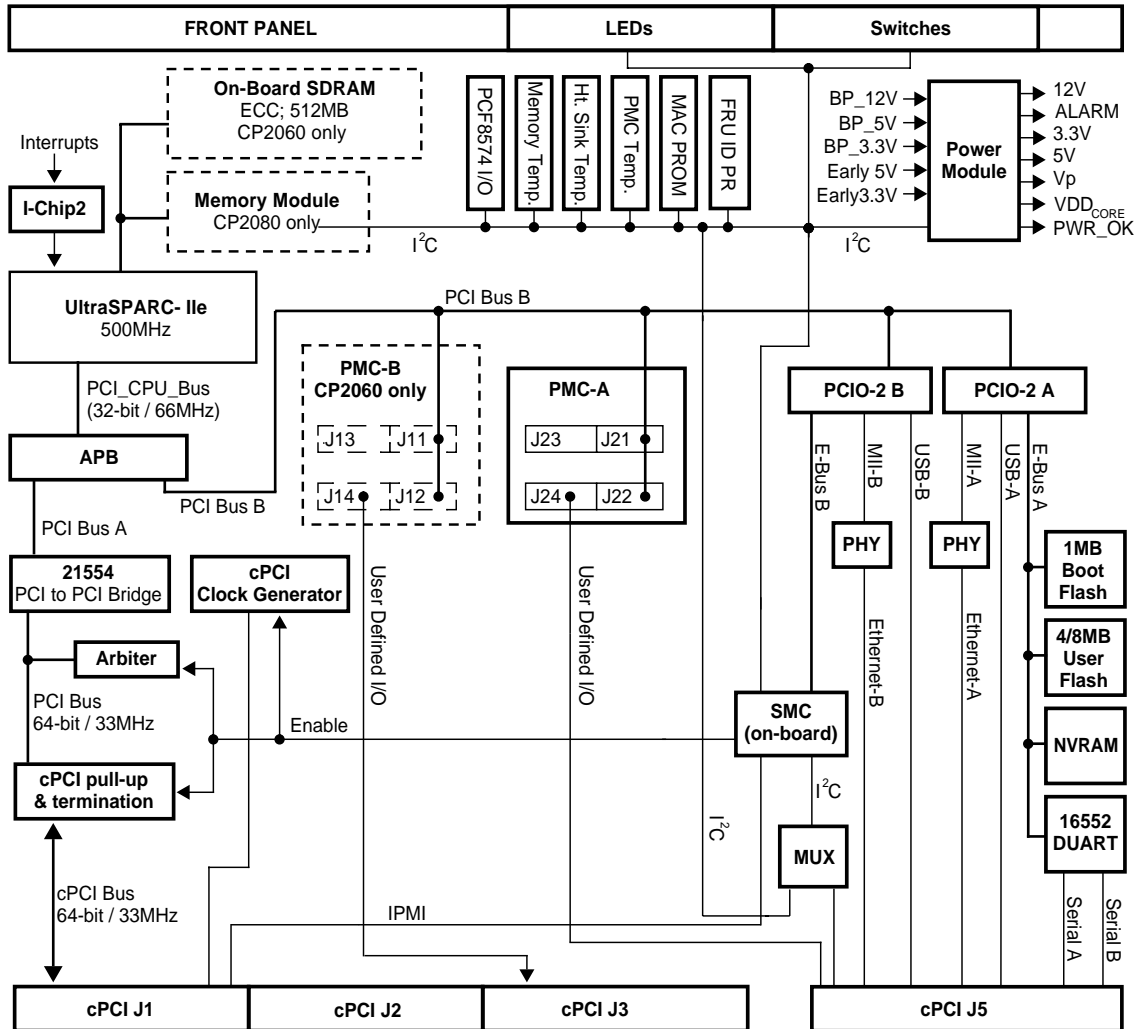 FRONT PANEL
LEDs
Switches
On-Board SDRAM
ECC; 512MB
CP2060 only
Interrupts
I-Chip2
Memory Module
CP2080 only
PCF8574 I/O
Memory Temp.
Ht. Sink Temp.
PMC Temp.
MAC PROM
FRU ID PR
BP_12V
BP_5V
BP_3.3V
Early 5V
Early3.3V
Power
Module
12V
ALARM
3.3V
5V
Vp
VDD CORE
PWR_OK
I²C
I²C
UltraSPARC- IIe
500MHz
PCI Bus B
PCI_CPU_Bus
(32-bit / 66MHz)
PMC-B
CP2060 only
J13
J11
J14
J12
PMC-A
J23
J21
J24
J22
PCIO-2 B
PCIO-2 A
APB
PCI Bus B
PCI Bus A
E-Bus B
MII-B
USB-B
MII-A
USB-A
E-Bus A
PHY
PHY
21554
PCI to PCI Bridge
cPCI
Clock Generator
User Defined I/O
User Defined I/O
1MB
Boot
Flash
Arbiter
Ethernet-B
Ethernet-A
4/8MB
User
Flash
PCI Bus
64-bit / 33MHz
Enable
SMC
(on-board)
NVRAM
cPCI pull-up
& termination
I²C
I²C
MUX
16552
DUART
cPCI Bus
64-bit / 33MHz
IPMI
Serial A
Serial B
cPCI J1
cPCI J2
cPCI J3
cPCI J5